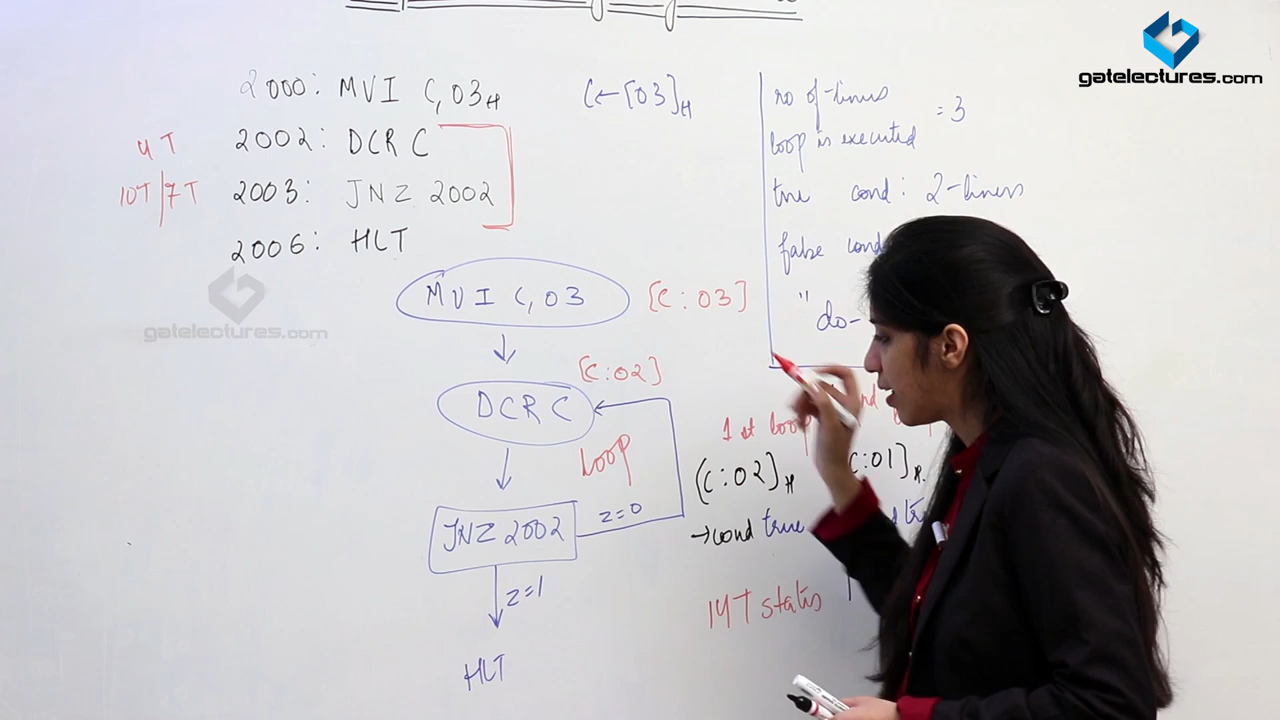 gatelectures.com
2000: MVI C,03H
C←[03]H
4T 2002: DCR C
10T/7T 2003: JNZ 2002
2006: HLT
no of-times
loop is executed = 3
true cond: 2-times
false cond
"do-
gatelectures.com
MVI C,03 [C:03]
[C:02]
DCR C
Loop
JNZ 2002 z=0
z=1
HLT
1st loop
[C:02]H
C:01]H.
→cond true
14T states